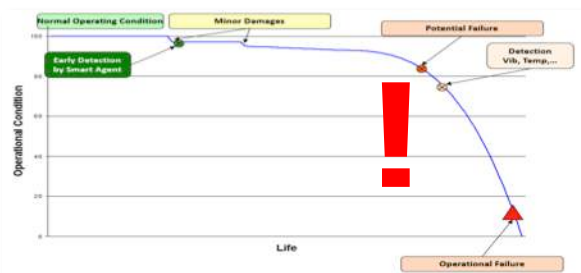 Normal Operating Condition
Minor Damages
Potential Failure
Early Detection
by Smart Agent
Detection
Vib, Temp,...
100
80
60
40
20
0
Operational Condition
!
Life
Operational Failure